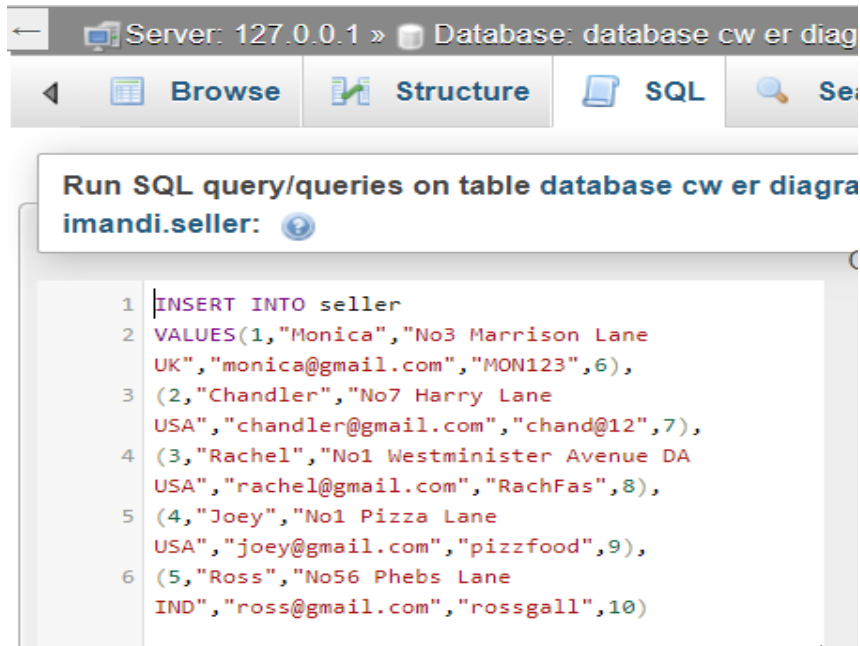 Server: 127.0.0.1 » Database: database cw er diag
Browse Structure SQL Sea
Run SQL query/queries on table database cw er diagra
imandi.seller:
1 INSERT INTO seller
2 VALUES(1,"Monica","No3 Marrison Lane
UK","monica@gmail.com","MON123",6),
3 (2,"Chandler","No7 Harry Lane
USA","chandler@gmail.com","chand@12",7),
4 (3,"Rachel","No1 Westminister Avenue DA
USA","rachel@gmail.com","RachFas",8),
5 (4,"Joey","No1 Pizza Lane
USA","joey@gmail.com","pizzfood",9),
6 (5,"Ross","No56 Phebs Lane
IND","ross@gmail.com","rossgall",10)